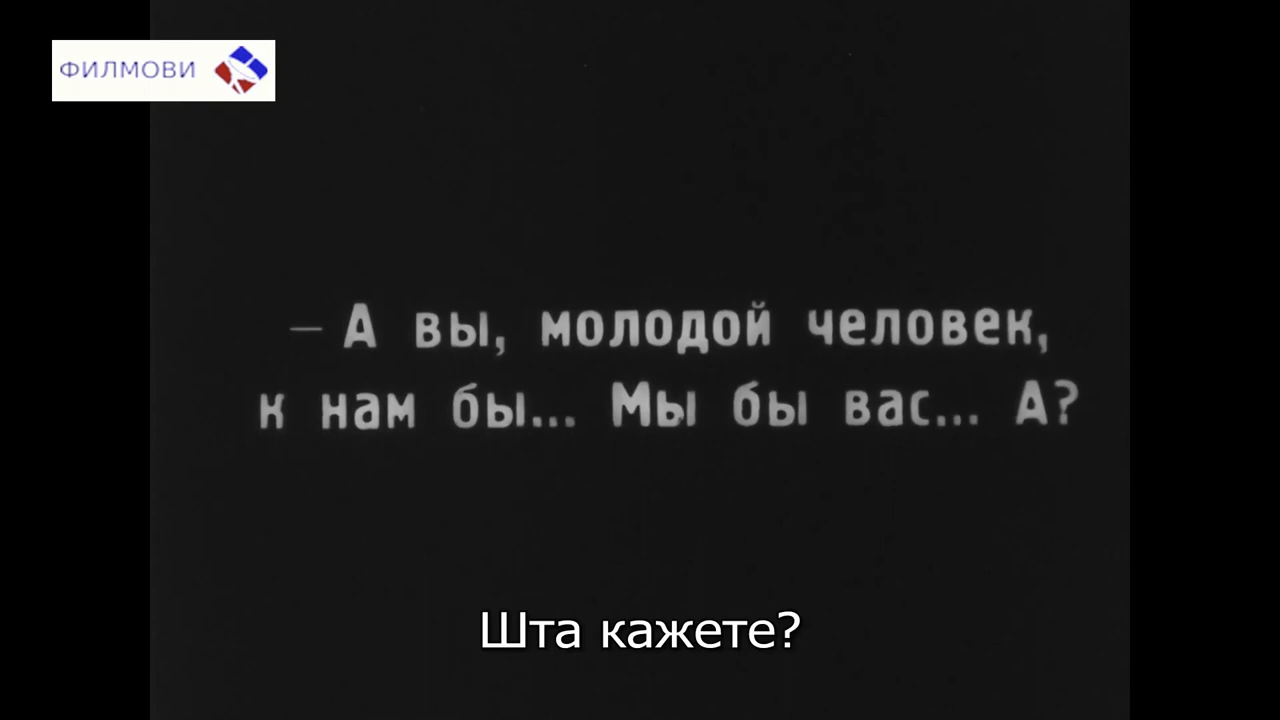 ФИЛМОВИ
— А вы, молодой человек,
к нам бы... Мы бы вас... А?
Шта кажете?